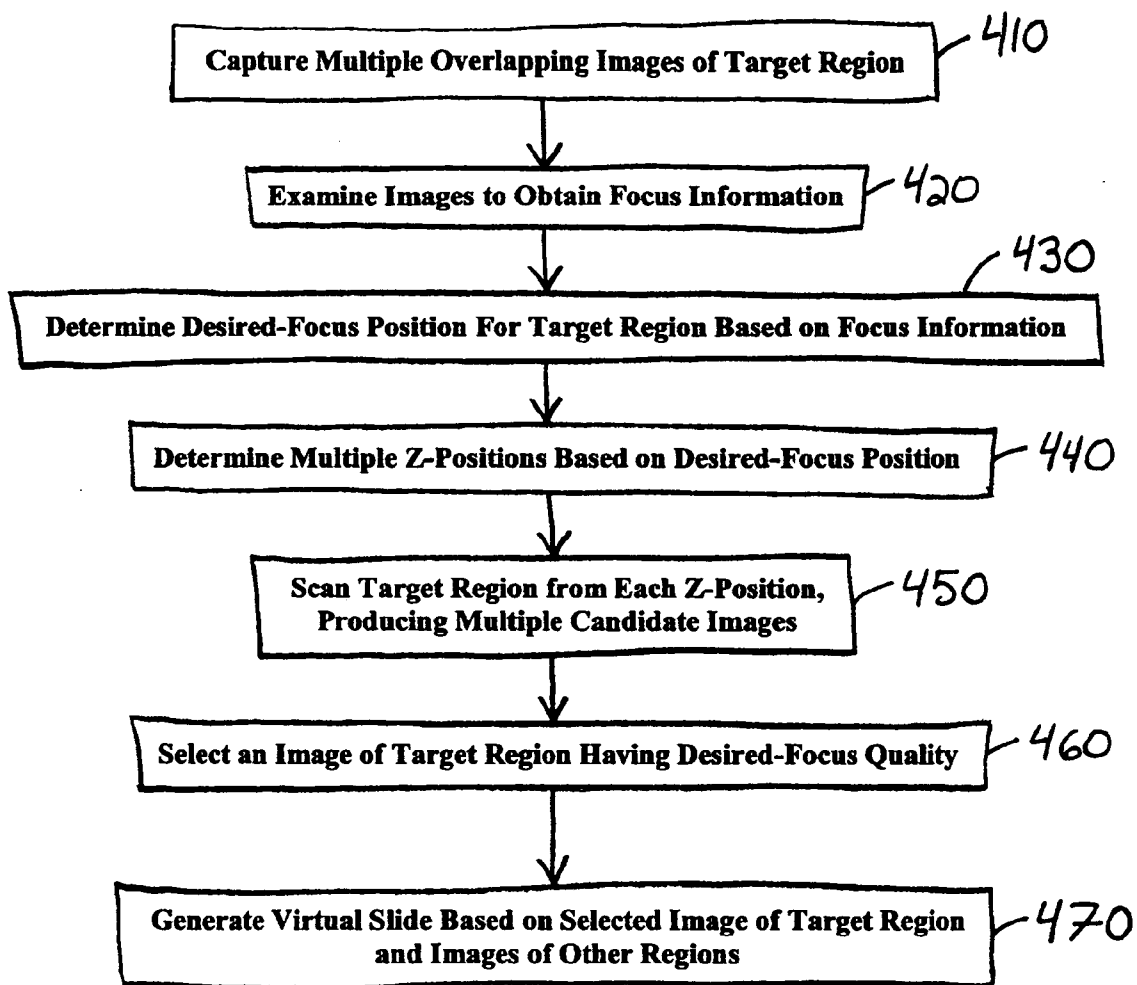 Capture Multiple Overlapping Images of Target Region
410
Examine Images to Obtain Focus Information
420
430
Determine Desired-Focus Position For Target Region Based on Focus Information
Determine Multiple Z-Positions Based on Desired-Focus Position
440
Scan Target Region from Each Z-Position,
Producing Multiple Candidate Images
450
Select an Image of Target Region Having Desired-Focus Quality
460
Generate Virtual Slide Based on Selected Image of Target Region
and Images of Other Regions
470